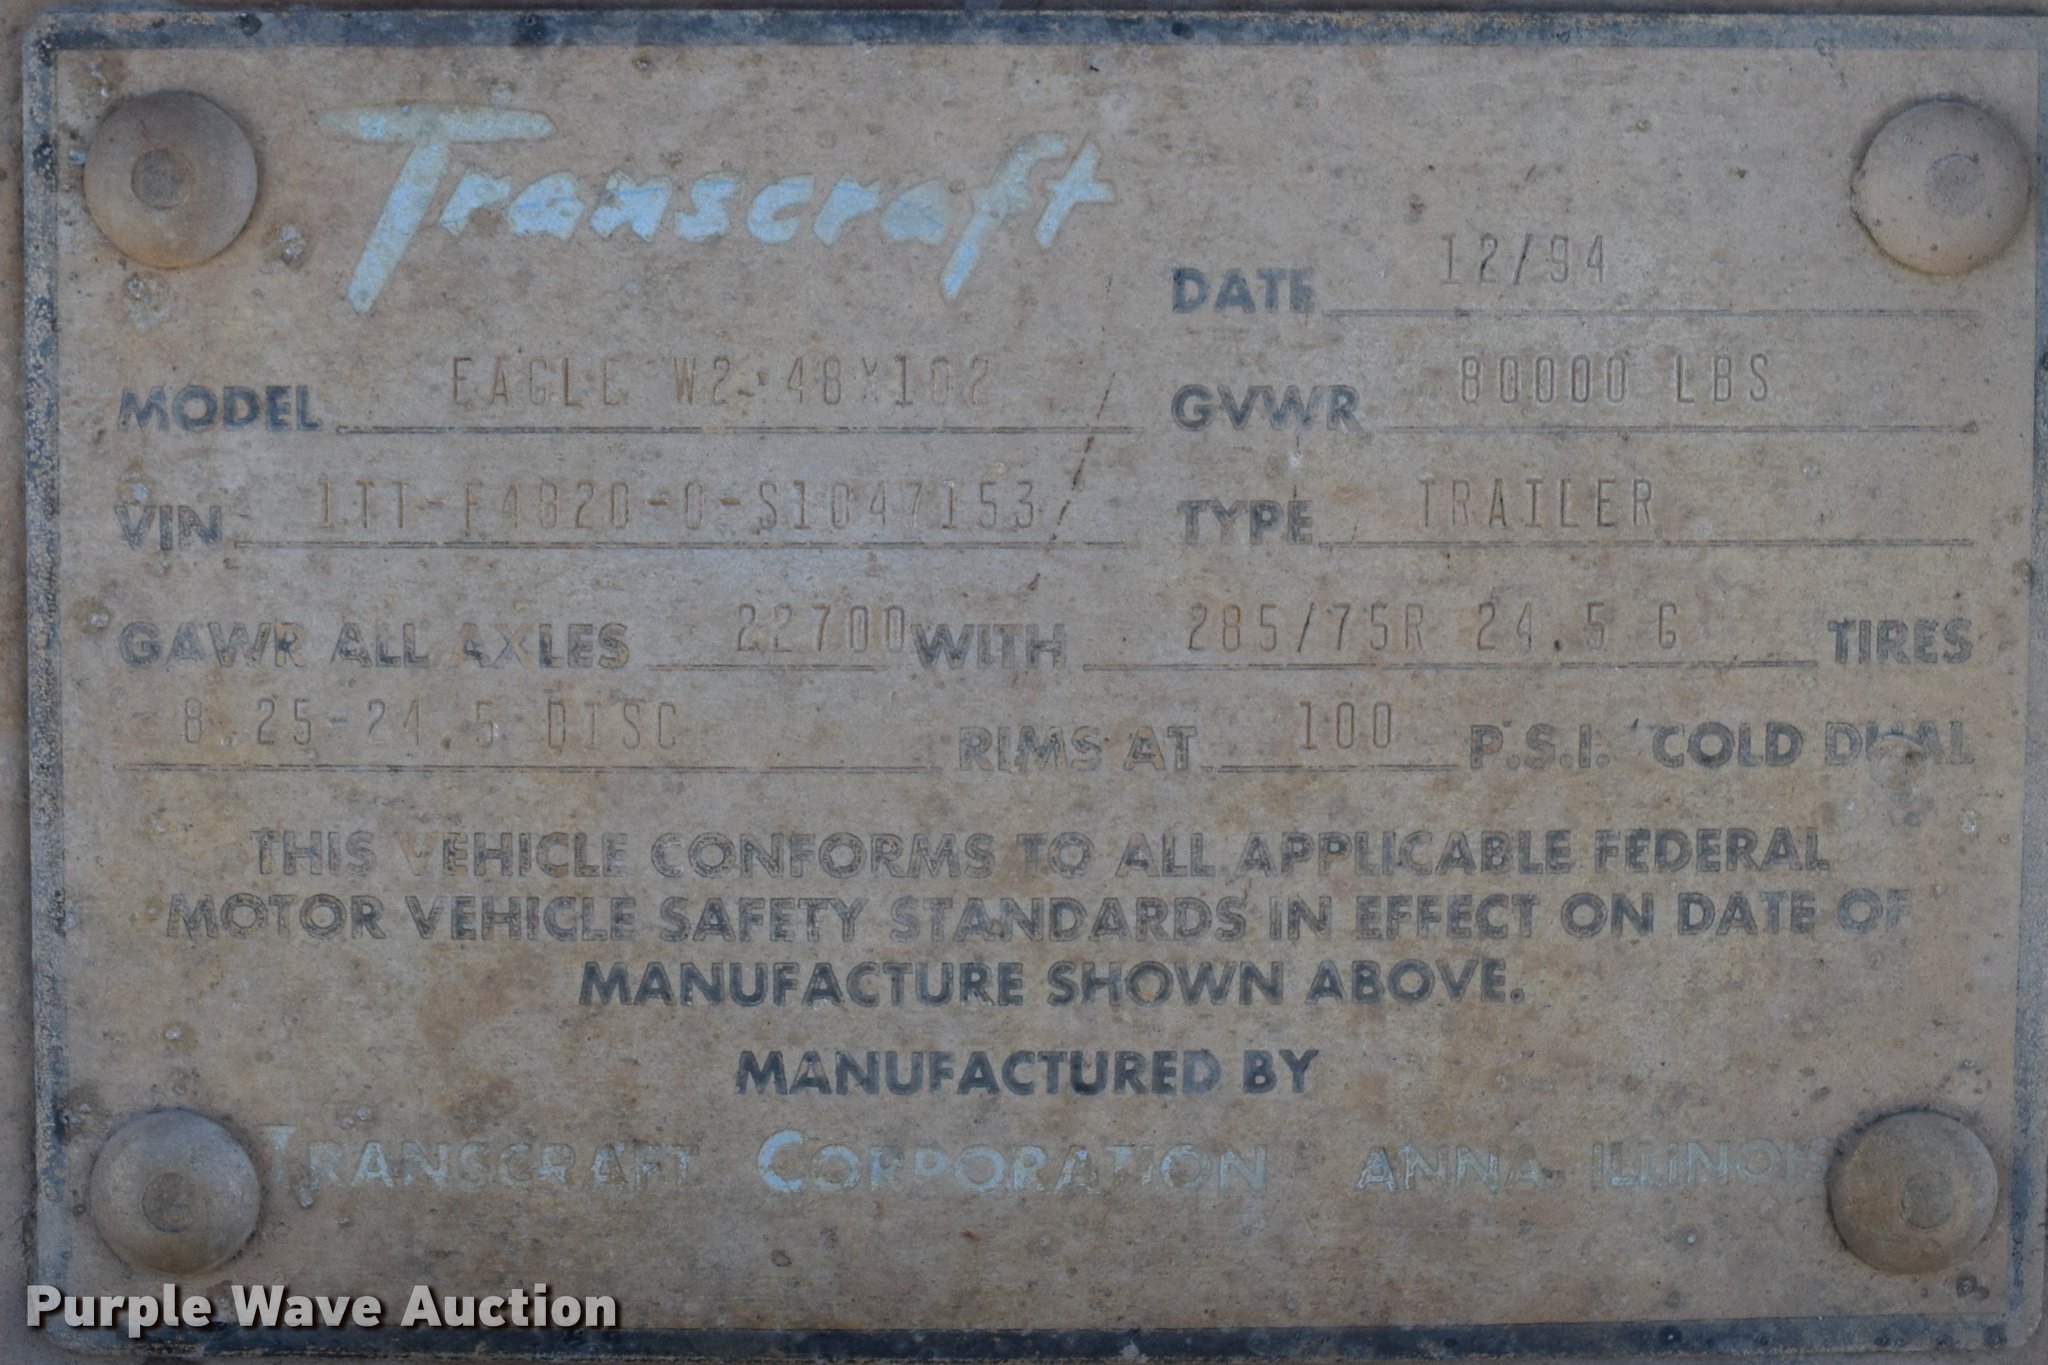 Transcraft
DATE 12/94
MODEL EAGLE W2-48X102 GVWR 80000 LBS
VIN 1TT-F4820-0-S1047153 TYPE TRAILER
GAWR ALL AXLES 22700 WITH 285/75R 24.5 G TIRES
8.25-24.5 DISC RIMS AT 100 P.S.I. COLD DUAL
THIS VEHICLE CONFORMS TO ALL APPLICABLE FEDERAL
MOTOR VEHICLE SAFETY STANDARDS IN EFFECT ON DATE OF
MANUFACTURE SHOWN ABOVE.
MANUFACTURED BY
TRANSCRAFT CORPORATION ANNA, ILLINOIS
Purple Wave Auction